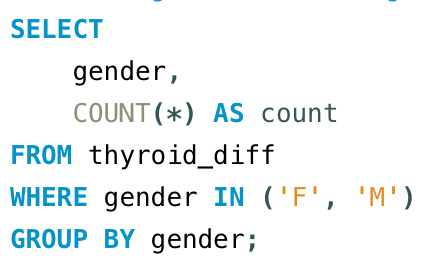 SELECT
    gender,
    COUNT(*) AS count
FROM thyroid_diff
WHERE gender IN ('F', 'M')
GROUP BY gender;